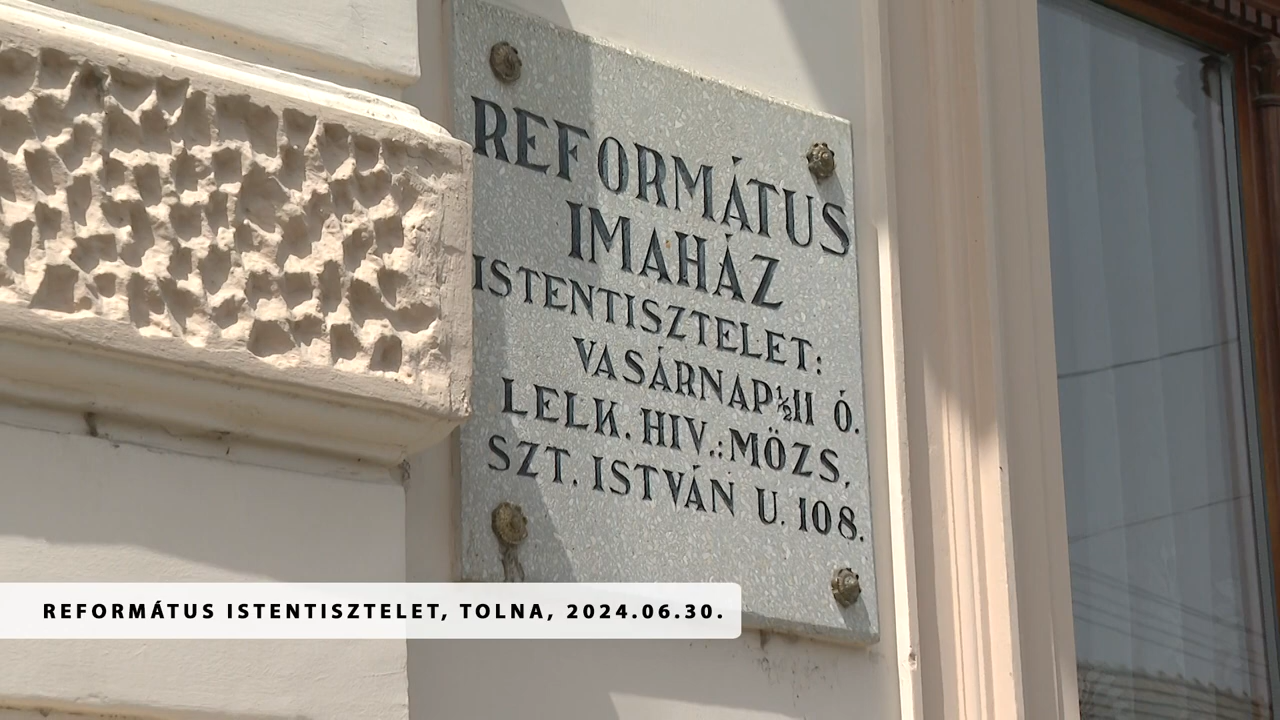 REFORMÁTUS
IMAHÁZ
ISTENTISZTELET:
VASÁRNAP ½11 Ó.
LELK. HIV.: MÖZS,
SZT. ISTVÁN U. 108.
REFORMÁTUS ISTENTISZTELET, TOLNA, 2024.06.30.